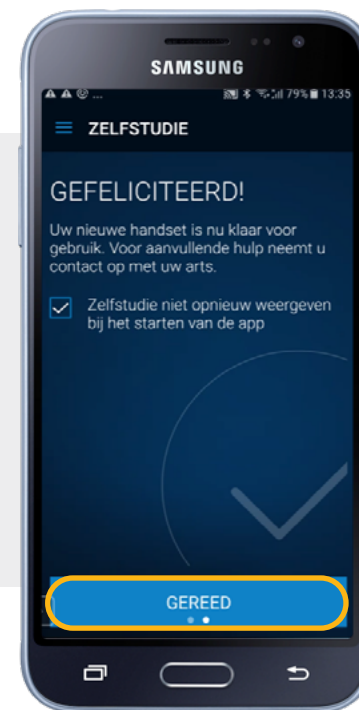 SAMSUNG
79% 13:35
ZELFSTUDIE
GEFELICITEERD!
Uw nieuwe handset is nu klaar voor
gebruik. Voor aanvullende hulp neemt u
contact op met uw arts.
Zelfstudie niet opnieuw weergeven
bij het starten van de app
GEREED